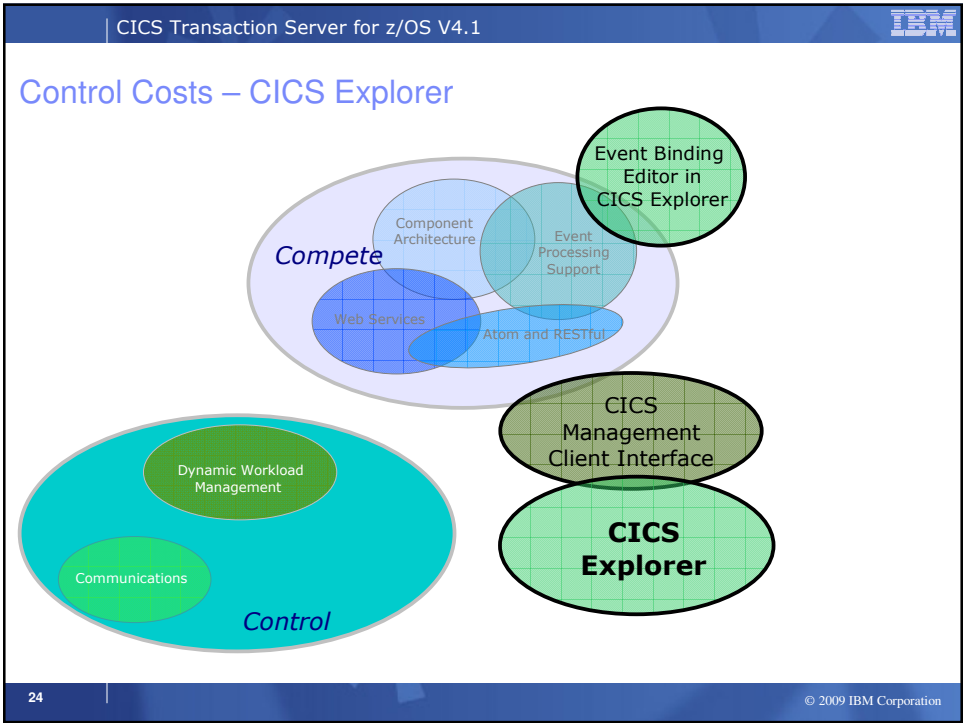 CICS Transaction Server for z/OS V4.1
IBM
Control Costs – CICS Explorer
Event Binding
Editor in
CICS Explorer
Component
Architecture
Event
Processing
Support
Compete
Web Services
Atom and RESTful
CICS
Management
Client Interface
Dynamic Workload
Management
CICS
Explorer
Communications
Control
24
© 2009 IBM Corporation